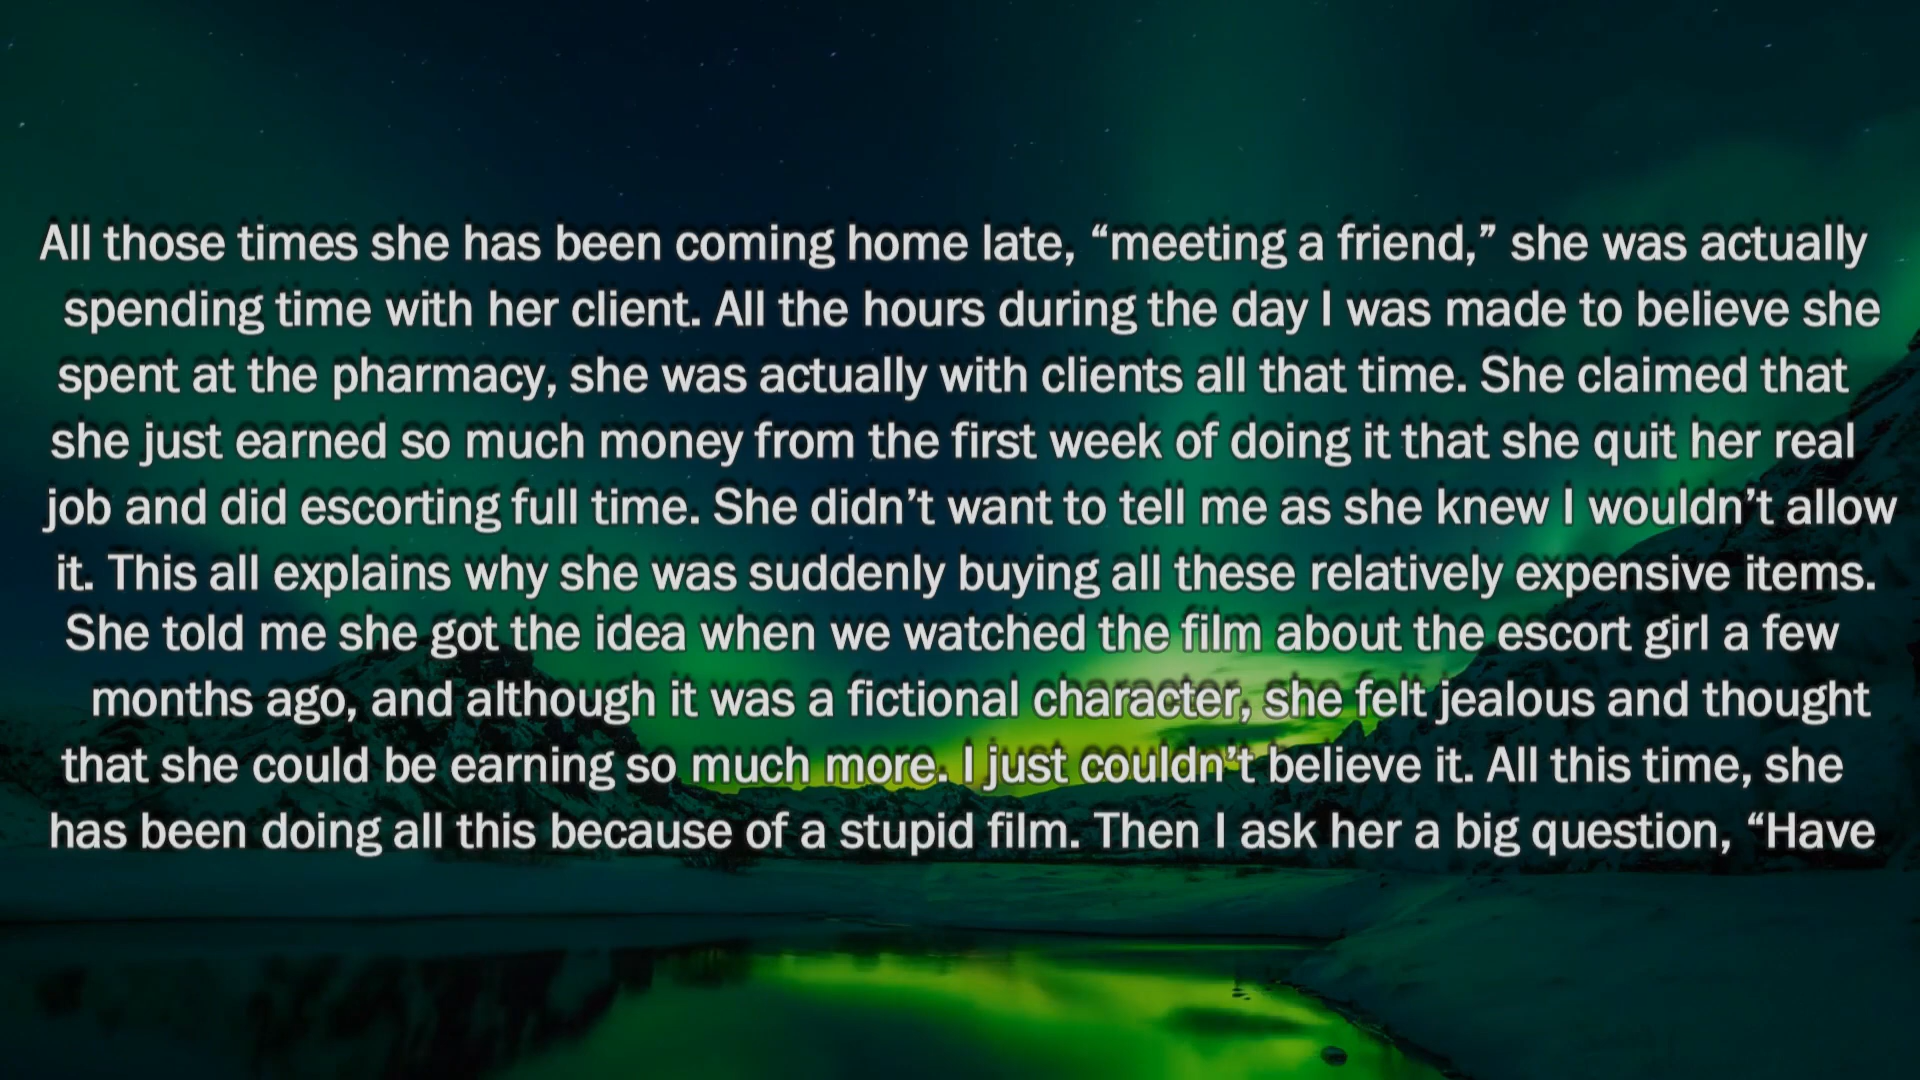 All those times she has been coming home late, “meeting a friend,” she was actually
spending time with her client. All the hours during the day I was made to believe she
spent at the pharmacy, she was actually with clients all that time. She claimed that
she just earned so much money from the first week of doing it that she quit her real
job and did escorting full time. She didn’t want to tell me as she knew I wouldn’t allow
it. This all explains why she was suddenly buying all these relatively expensive items.
She told me she got the idea when we watched the film about the escort girl a few
months ago, and although it was a fictional character, she felt jealous and thought
that she could be earning so much more. I just couldn’t believe it. All this time, she
has been doing all this because of a stupid film. Then I ask her a big question, “Have